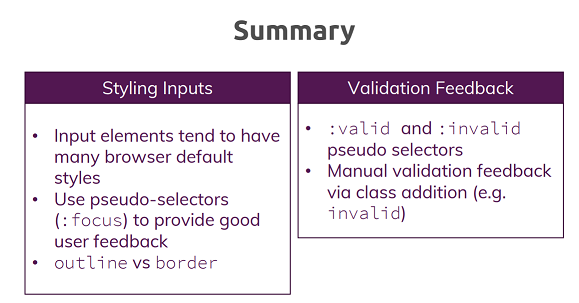 Summary
Styling Inputs
• Input elements tend to have
many browser default
styles
• Use pseudo-selectors
(:focus) to provide good
user feedback
• outline vs border
Validation Feedback
• :valid and :invalid
pseudo selectors
• Manual validation feedback
via class addition (e.g.
invalid)